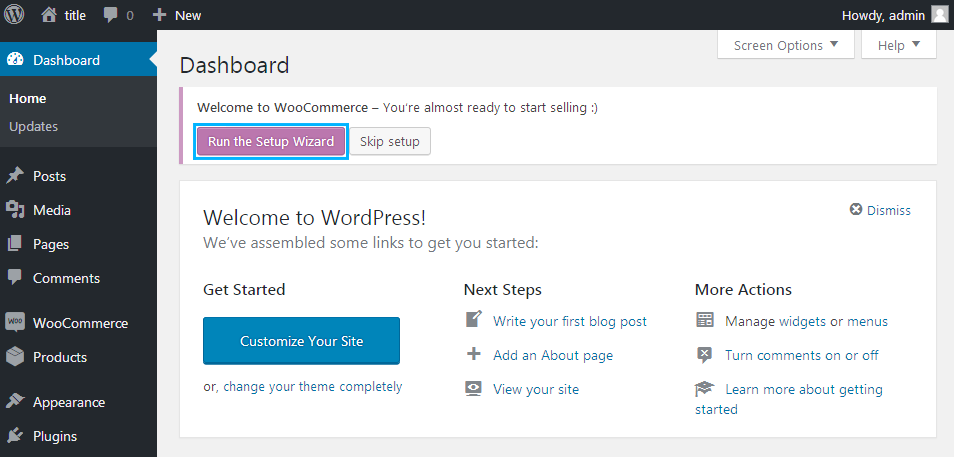 title
0
New
Howdy, admin
Dashboard
Home
Updates
Posts
Media
Pages
Comments
WOO
WooCommerce
Products
Appearance
Plugins
Screen Options
Help
Dashboard
Welcome to WooCommerce – You're almost ready to start selling :)
Run the Setup Wizard
Skip setup
Welcome to WordPress!
Dismiss
We've assembled some links to get you started:
Get Started
Customize Your Site
or, change your theme completely
Next Steps
Write your first blog post
Add an About page
View your site
More Actions
Manage widgets or menus
Turn comments on or off
Learn more about getting
started